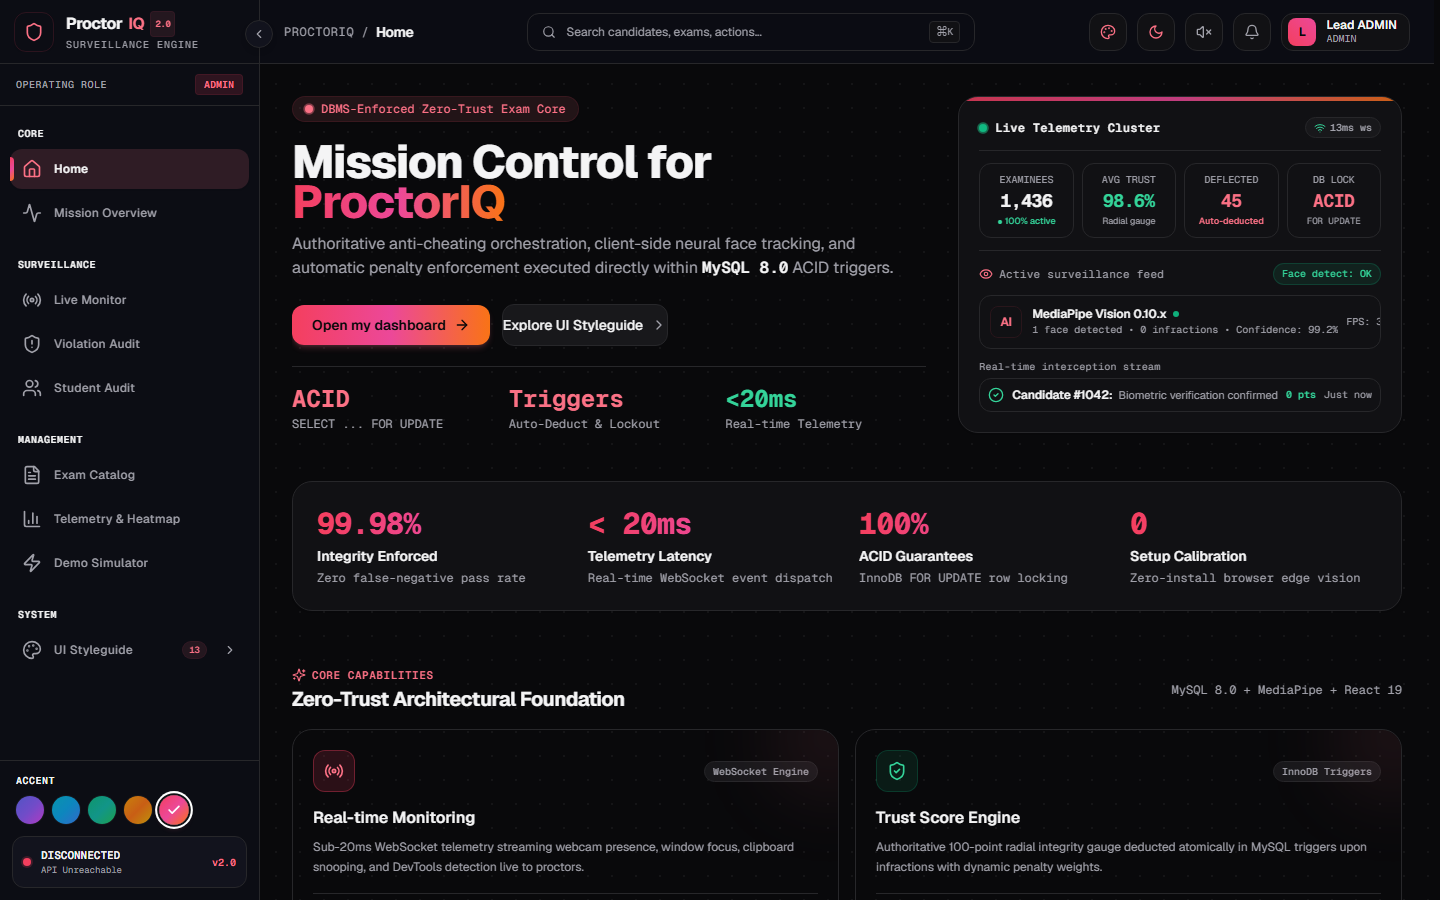 Proctor IQ 2.0
SURVEILLANCE ENGINE
PROCTORIQ / Home
Search candidates, exams, actions...
⌘K
L
Lead ADMIN
ADMIN
OPERATING ROLE
ADMIN
CORE
Home
Mission Overview
SURVEILLANCE
Live Monitor
Violation Audit
Student Audit
MANAGEMENT
Exam Catalog
Telemetry & Heatmap
Demo Simulator
SYSTEM
UI Styleguide
13
ACCENT
DISCONNECTED
API Unreachable
v2.0
DBMS-Enforced Zero-Trust Exam Core
Mission Control for
ProctorIQ
Authoritative anti-cheating orchestration, client-side neural face tracking, and
automatic penalty enforcement executed directly within MySQL 8.0 ACID triggers.
Open my dashboard →
Explore UI Styleguide
ACID
SELECT ... FOR UPDATE
Triggers
Auto-Deduct & Lockout
<20ms
Real-time Telemetry
Live Telemetry Cluster
13ms ws
EXAMINEES
1,436
● 100% active
AVG TRUST
98.6%
Radial gauge
DEFLECTED
45
Auto-deducted
DB LOCK
ACID
FOR UPDATE
Active surveillance feed
Face detect: OK
AI
MediaPipe Vision 0.10.x
1 face detected • 0 infractions • Confidence: 99.2%
FPS: 3
Real-time interception stream
Candidate #1042: Biometric verification confirmed 0 pts Just now
99.98%
Integrity Enforced
Zero false-negative pass rate
< 20ms
Telemetry Latency
Real-time WebSocket event dispatch
100%
ACID Guarantees
InnoDB FOR UPDATE row locking
0
Setup Calibration
Zero-install browser edge vision
CORE CAPABILITIES
Zero-Trust Architectural Foundation
MySQL 8.0 + MediaPipe + React 19
WebSocket Engine
Real-time Monitoring
Sub-20ms WebSocket telemetry streaming webcam presence, window focus, clipboard
snooping, and DevTools detection live to proctors.
InnoDB Triggers
Trust Score Engine
Authoritative 100-point radial integrity gauge deducted atomically in MySQL triggers upon
infractions with dynamic penalty weights.